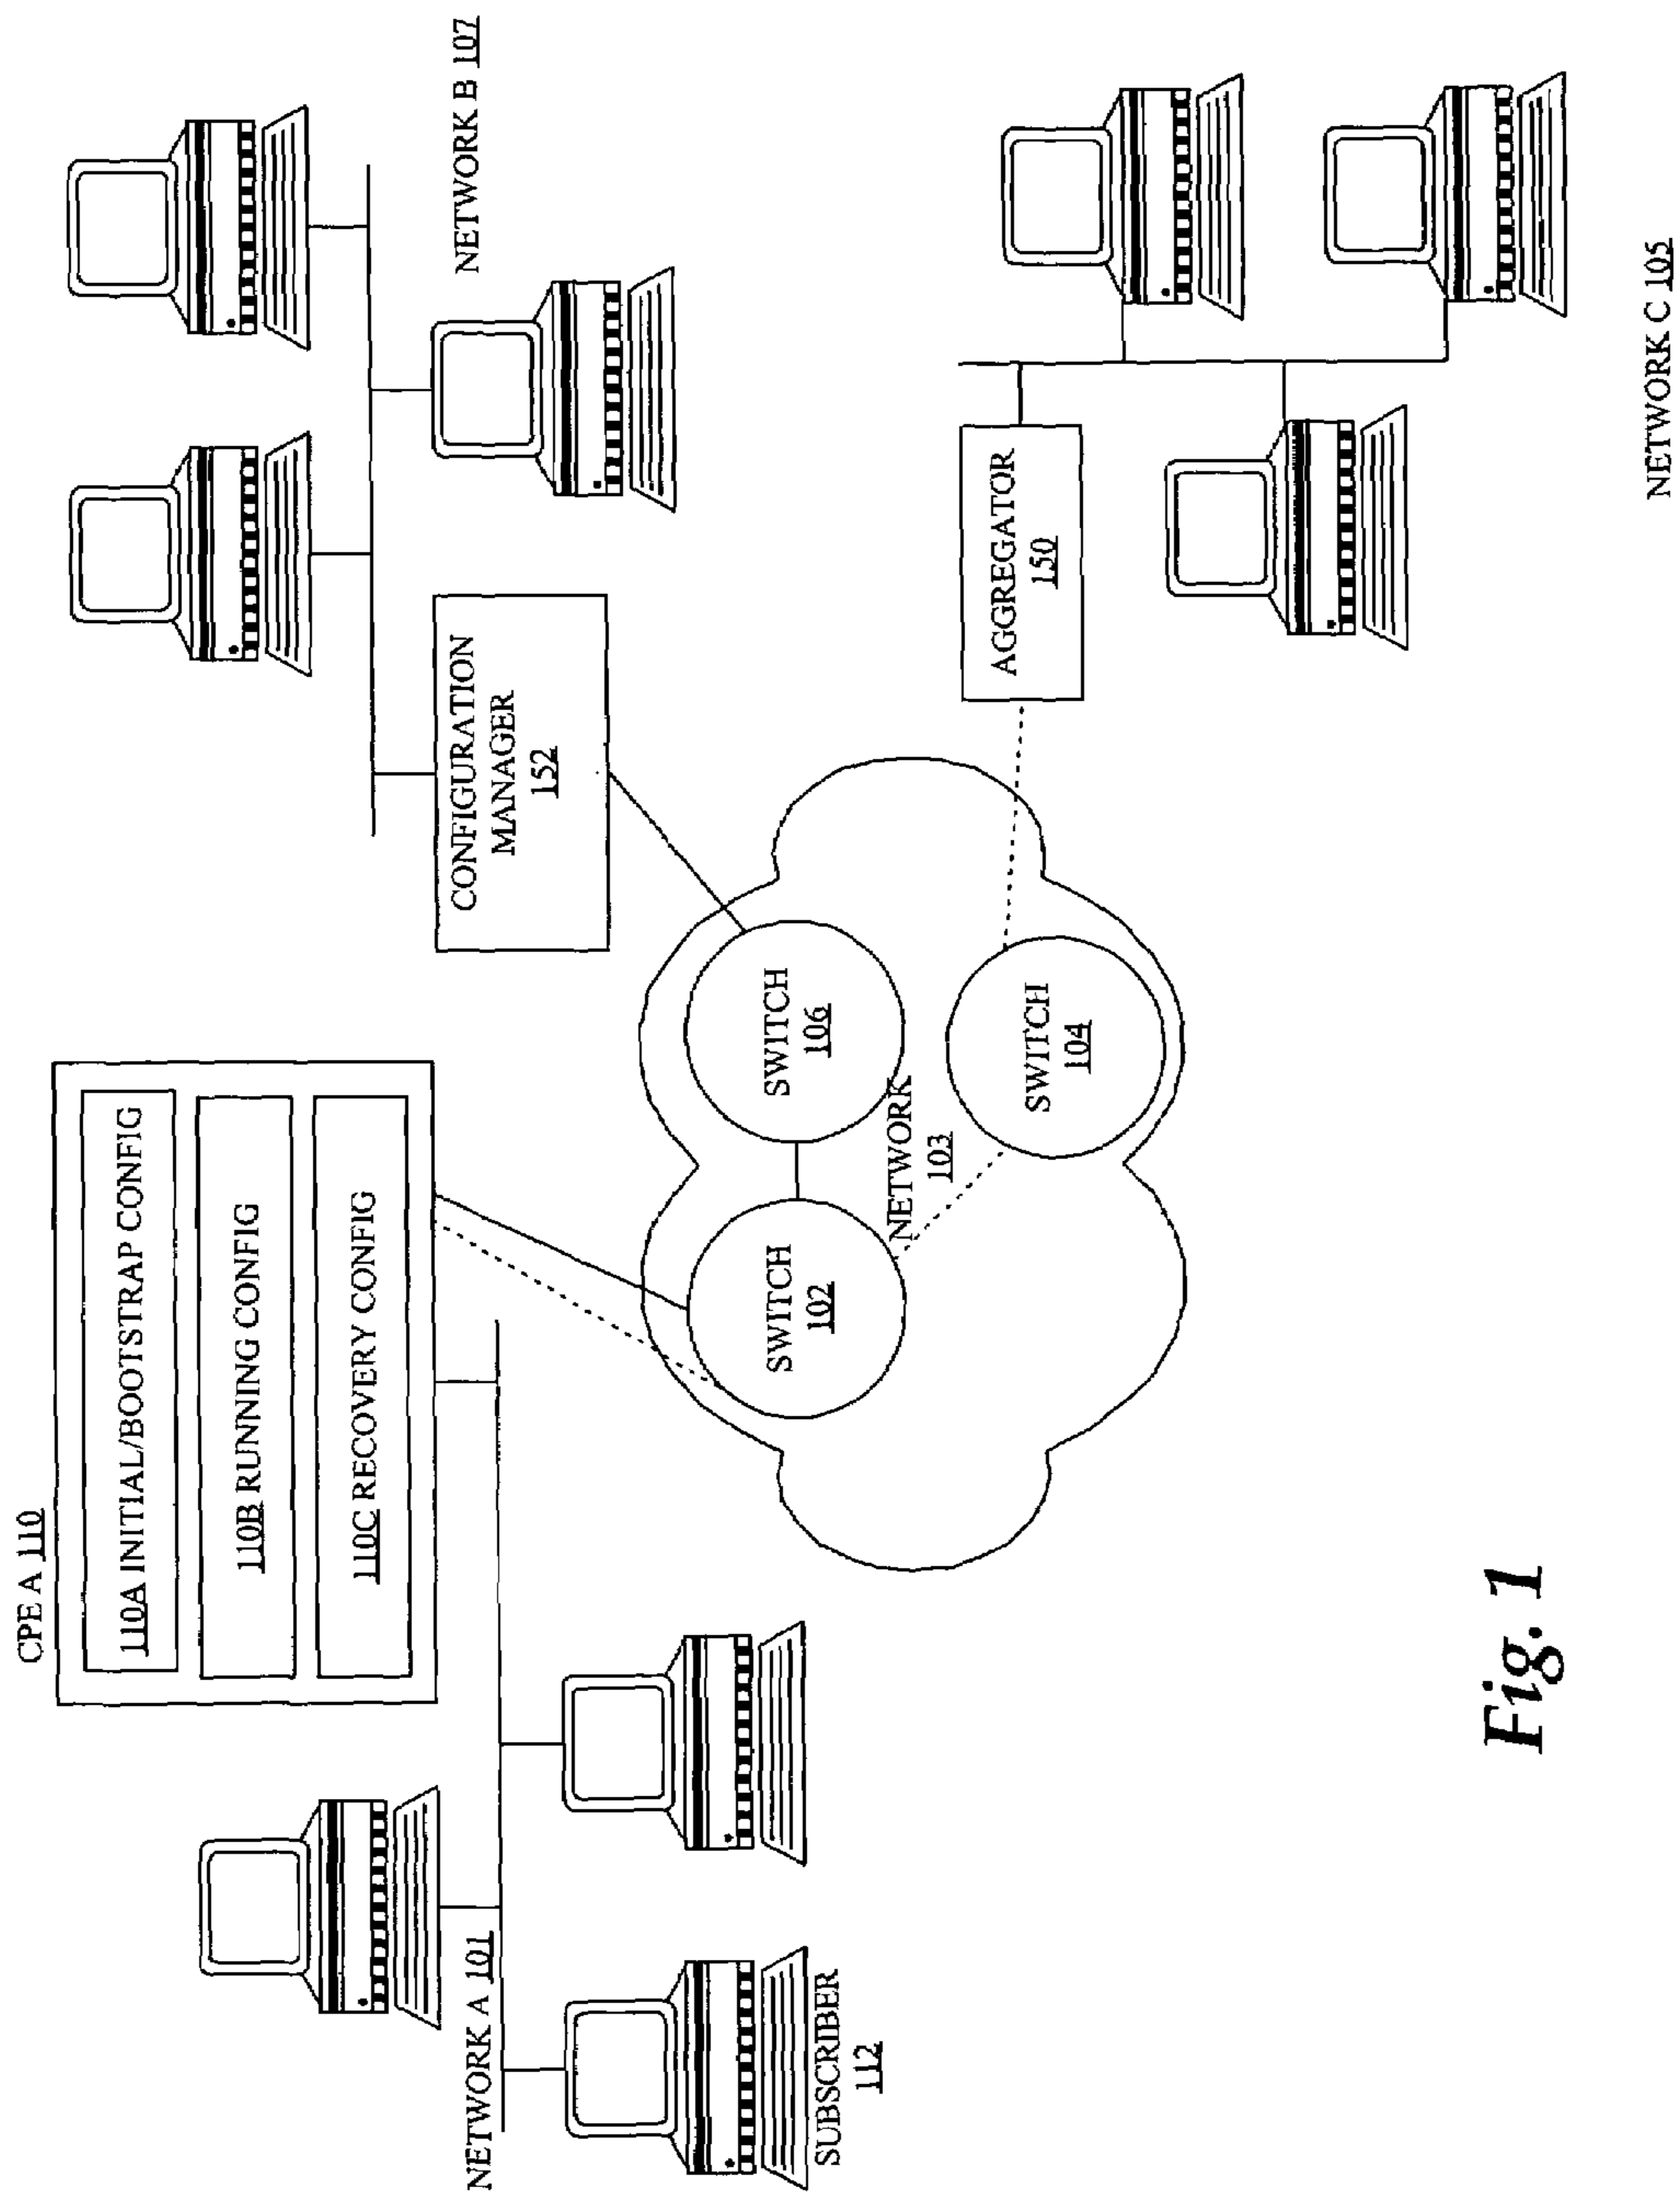 CPE A 110
110A INITIAL/BOOTSTRAP CONFIG
110B RUNNING CONFIG
110C RECOVERY CONFIG
NETWORK A 101
SUBSCRIBER
112
CONFIGURATION
MANAGER
152
NETWORK B 107
SWITCH
102
SWITCH
106
NETWORK
103
SWITCH
104
AGGREGATOR
150
NETWORK C 105
Fig. 1